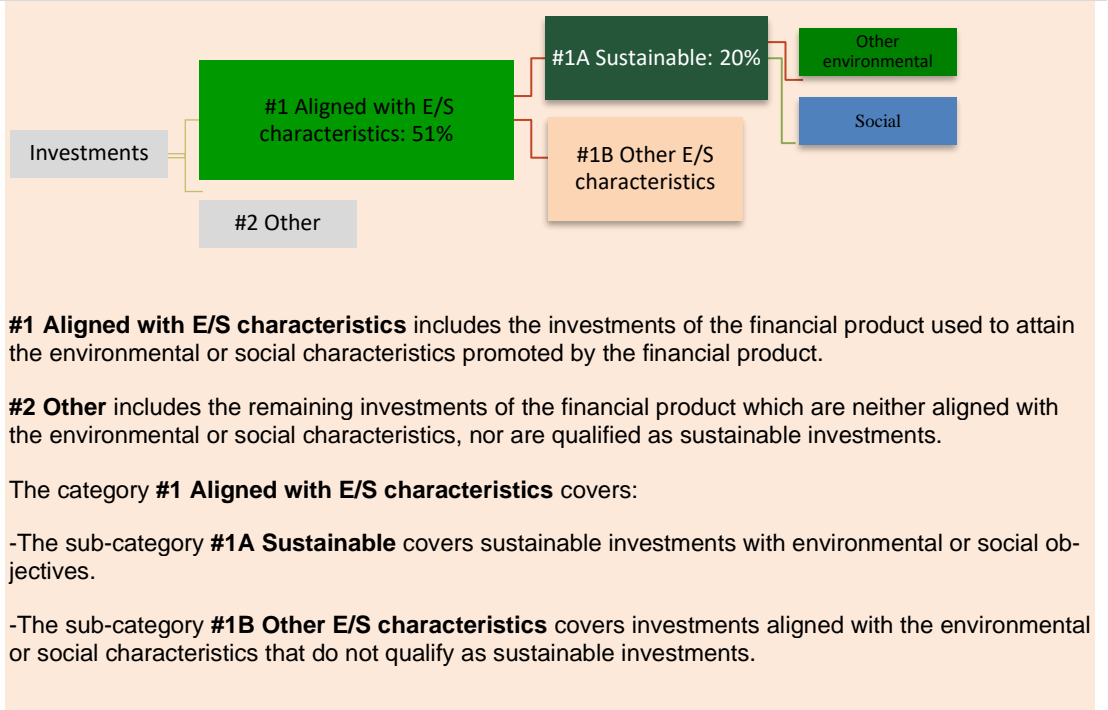 Other
environmental
#1A Sustainable: 20%
#1 Aligned with E/S
characteristics: 51%
Social
Investments
#1B Other E/S
characteristics
#2 Other
#1 Aligned with E/S characteristics includes the investments of the financial product used to attain
the environmental or social characteristics promoted by the financial product.
#2 Other includes the remaining investments of the financial product which are neither aligned with
the environmental or social characteristics, nor are qualified as sustainable investments.
The category #1 Aligned with E/S characteristics covers:
-The sub-category #1A Sustainable covers sustainable investments with environmental or social ob-
jectives.
-The sub-category #1B Other E/S characteristics covers investments aligned with the environmental
or social characteristics that do not qualify as sustainable investments.